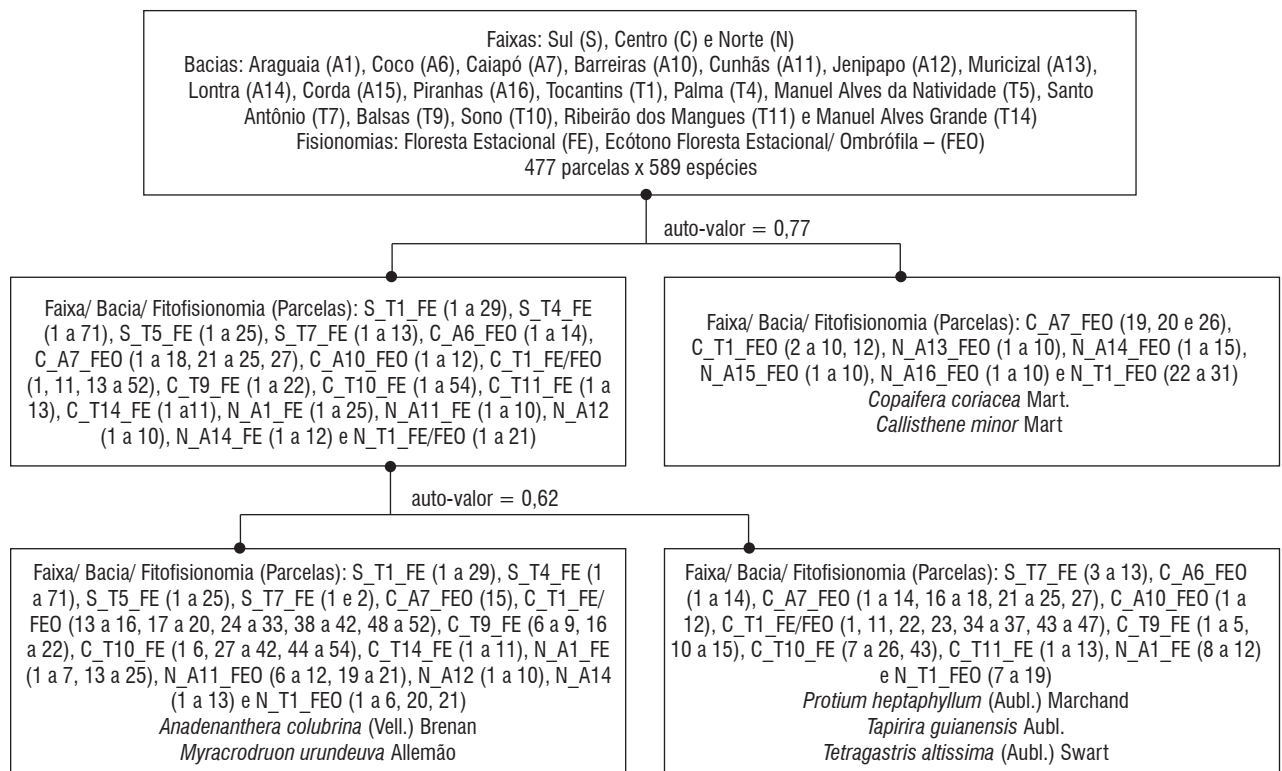 Faixas: Sul (S), Centro (C) e Norte (N)
Bacias: Araguaia (A1), Coco (A6), Caiapó (A7), Barreiras (A10), Cunhãs (A11), Jenipapo (A12), Muricizal (A13),
Lontra (A14), Corda (A15), Piranhas (A16), Tocantins (T1), Palma (T4), Manuel Alves da Natividade (T5), Santo
Antônio (T7), Balsas (T9), Sono (T10), Ribeirão dos Mangues (T11) e Manuel Alves Grande (T14)
Fisionomias: Floresta Estacional (FE), Ecótono Floresta Estacional/ Ombrófila – (FEO)
477 parcelas x 589 espécies
auto-valor = 0,77
Faixa/ Bacia/ Fitofisionomia (Parcelas): S_T1_FE (1 a 29), S_T4_FE
(1 a 71), S_T5_FE (1 a 25), S_T7_FE (1 a 13), C_A6_FEO (1 a 14),
C_A7_FEO (1 a 18, 21 a 25, 27), C_A10_FEO (1 a 12), C_T1_FE/FEO
(1, 11, 13 a 52), C_T9_FE (1 a 22), C_T10_FE (1 a 54), C_T11_FE (1 a
13), C_T14_FE (1 a11), N_A1_FE (1 a 25), N_A11_FE (1 a 10), N_A12
(1 a 10), N_A14_FE (1 a 12) e N_T1_FE/FEO (1 a 21)
Faixa/ Bacia/ Fitofisionomia (Parcelas): C_A7_FEO (19, 20 e 26),
C_T1_FEO (2 a 10, 12), N_A13_FEO (1 a 10), N_A14_FEO (1 a 15),
N_A15_FEO (1 a 10), N_A16_FEO (1 a 10) e N_T1_FEO (22 a 31)
Copaifera coriacea Mart.
Callisthene minor Mart
auto-valor = 0,62
Faixa/ Bacia/ Fitofisionomia (Parcelas): S_T1_FE (1 a 29), S_T4_FE (1
a 71), S_T5_FE (1 a 25), S_T7_FE (1 e 2), C_A7_FEO (15), C_T1_FE/
FEO (13 a 16, 17 a 20, 24 a 33, 38 a 42, 48 a 52), C_T9_FE (6 a 9, 16
a 22), C_T10_FE (1 6, 27 a 42, 44 a 54), C_T14_FE (1 a 11), N_A1_FE
(1 a 7, 13 a 25), N_A11_FEO (6 a 12, 19 a 21), N_A12 (1 a 10), N_A14
(1 a 13) e N_T1_FEO (1 a 6, 20, 21)
Anadenanthera colubrina (Vell.) Brenan
Myracrodruon urundeuva Allemão
Faixa/ Bacia/ Fitofisionomia (Parcelas): S_T7_FE (3 a 13), C_A6_FEO
(1 a 14), C_A7_FEO (1 a 14, 16 a 18, 21 a 25, 27), C_A10_FEO (1 a
12), C_T1_FE/FEO (1, 11, 22, 23, 34 a 37, 43 a 47), C_T9_FE (1 a 5,
10 a 15), C_T10_FE (7 a 26, 43), C_T11_FE (1 a 13), N_A1_FE (8 a 12)
e N_T1_FEO (7 a 19)
Protium heptaphyllum (Aubl.) Marchand
Tapirira guianensis Aubl.
Tetragastris altissima (Aubl.) Swart